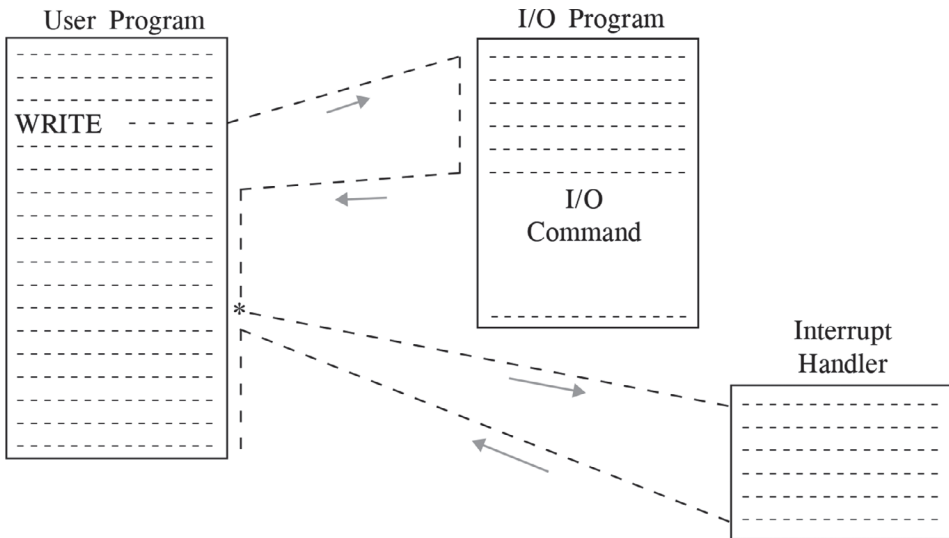 User Program
I/O Program
WRITE
I/O
Command
*
Interrupt
Handler